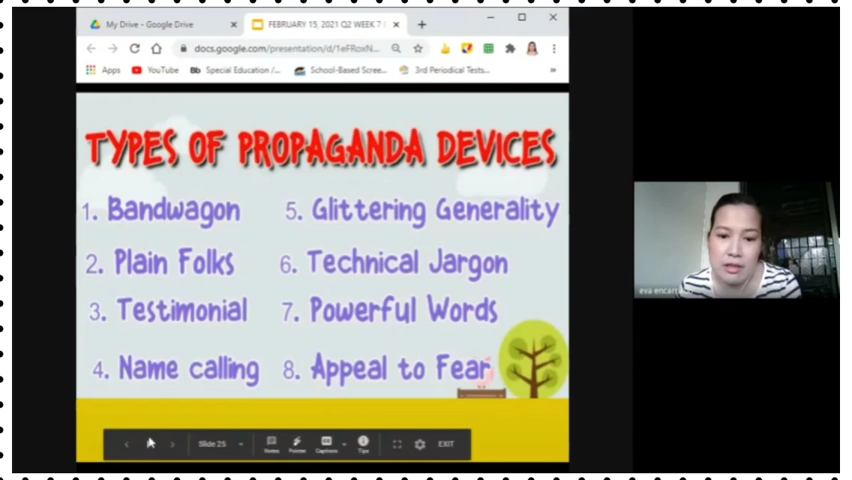 My Drive - Google Drive
FEBRUARY 15, 2021 Q2 WEEK 7
docs.google.com/presentation/d/1eFRoxN...
Apps YouTube Bb Special Education /... School-Based Scree... 3rd Periodical Tests...
TYPES OF PROPAGANDA DEVICES
1. Bandwagon
2. Plain Folks
3. Testimonial
4. Name calling
5. Glittering Generality
6. Technical Jargon
7. Powerful Words
8. Appeal to Fear
Slide 25 Notes Pointer Captions Tips EXIT